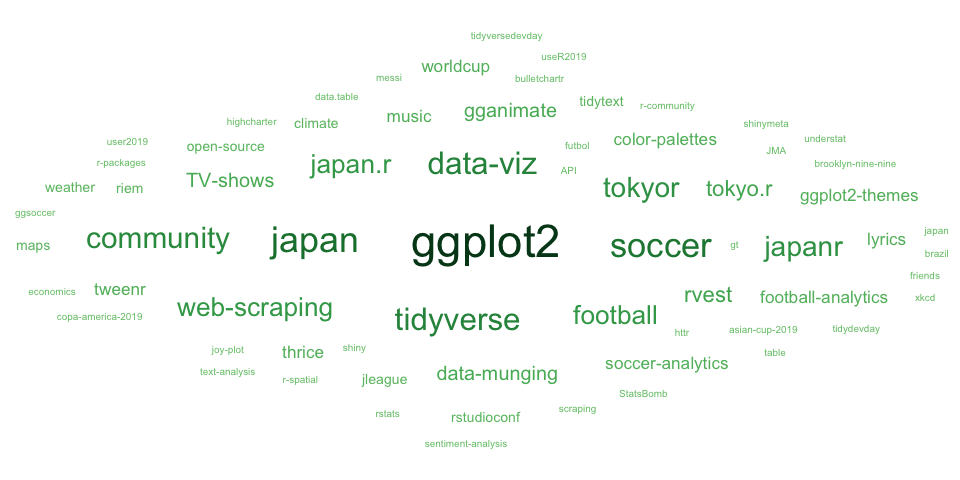 tidyversedevday
useR2019
worldcup
messi
bulletchartr
data.table
gganimate
tidytext
r-community
highcharter
climate
music
shinymeta
user2019
open-source
futbol
color-palettes
understat
r-packages
japan.r
data-viz
API
JMA
brooklyn-nine-nine
weather
riem
TV-shows
tokyor
tokyo.r
ggplot2-themes
ggsoccer
maps
community
japan
ggplot2
soccer
gt
japanr
lyrics
japan
brazil
economics
tweenr
web-scraping
rvest
football-analytics
friends
xkcd
copa-america-2019
tidyverse
football
httr
asian-cup-2019
tidydevday
joy-plot
thrice
shiny
soccer-analytics
table
text-analysis
r-spatial
jleague
data-munging
StatsBomb
rstats
rstudioconf
scraping
sentiment-analysis